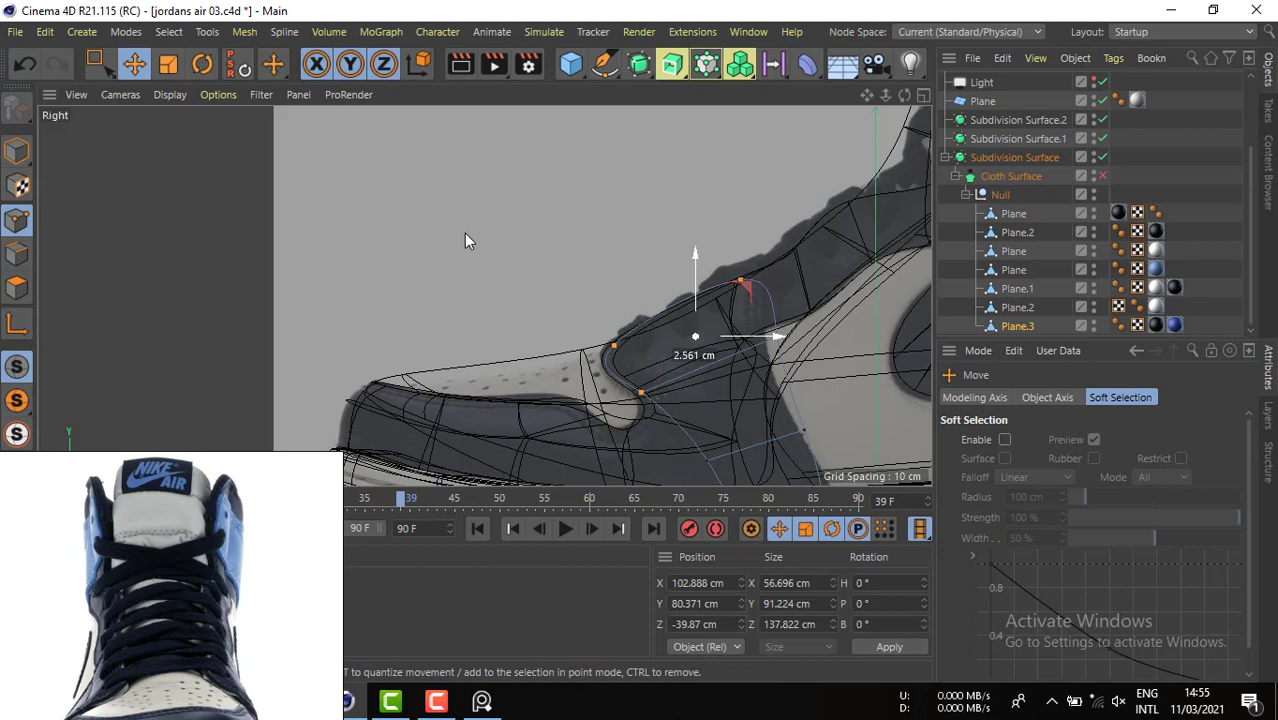 Cinema 4D R21.115 (RC) - [jordans air 03.c4d *] - Main
File Edit Create Modes Select Tools Mesh Spline Volume MoGraph Character Animate Simulate Tracker Render Extensions Window Help Node Space: Current (Standard/Physical) Layout: Startup
X Y Z
File Edit View Object Tags Bookn
View Cameras Display Options Filter Panel ProRender
Right
Light
Plane
Subdivision Surface.2
Subdivision Surface.1
Subdivision Surface
Cloth Surface
Null
Plane
Plane.2
Plane
Plane
Plane.1
Plane.2
Plane.3
2.561 cm
Y
Grid Spacing : 10 cm
Objects
Takes
Content Browser
Attributes
Layers
Structure
Mode Edit User Data
Move
Modeling Axis Object Axis Soft Selection
Soft Selection
Enable Preview
Surface Rubber Restrict
Falloff Linear Mode All
Radius 100 cm
Strength 100 %
Width . . 50 %
0.8
0.4
35 39 45 50 55 60 65 70 75 80 85 90 39 F
90 F 90 F
Position Size Rotation
X 102.888 cm X 56.696 cm H 0 °
Y 80.371 cm Y 91.224 cm P 0 °
Z -39.87 cm Z 137.822 cm B 0 °
Object (Rel) Size Apply
Activate Windows
Go to Settings to activate Windows.
T to quantize movement / add to the selection in point mode, CTRL to remove.
NIKE
AIR
U: 0.000 MB/s
D: 0.000 MB/s
ENG
INTL
14:55
11/03/2021